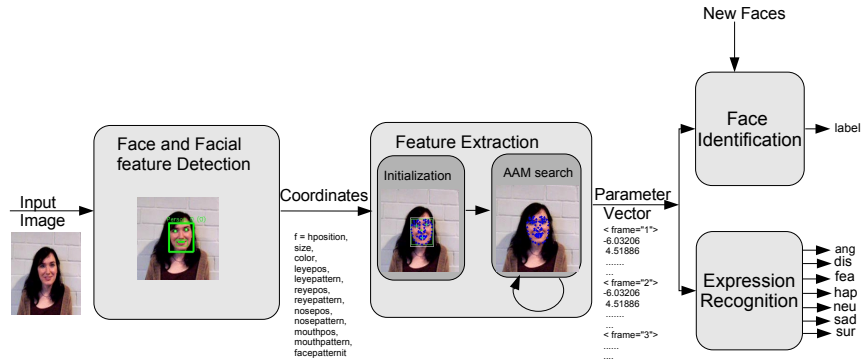 New Faces
Face and Facial
feature Detection
Feature Extraction
Face
Identification
label
Initialization
AAM search
Input
Image
Coordinates
Parameter
Vector
f = hposition,
size,
color,
leyepos,
leyepattern,
reyepos,
reyepattern,
nosepos,
nosepattern,
mouthpos,
mouthpattern,
facepatternit
< frame="1">
-6.03206
4.51886
.......
...
< frame="2">
-6.03206
4.51886
.......
...
< frame="3">
......
....
Expression
Recognition
ang
dis
fea
hap
neu
sad
sur